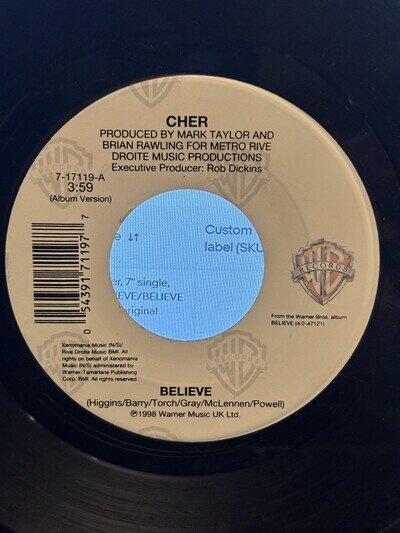 CHER
PRODUCED BY MARK TAYLOR AND
BRIAN RAWLING FOR METRO RIVE
DROITE MUSIC PRODUCTIONS
Executive Producer: Rob Dickins
7-17119-A
3:59
(Album Version)
0 54391 71197 7
e ↓↑
Custom
label (SKU
er, 7" single,
EVE/BELIEVE
original
WB
RECORDS
From the Warner Bros. album
BELIEVE (4/2-47121)
Xenomania Music (N/S)/
Rive Droite Music BMI. All
rights on behalf of Xenomania
Music (N/S) administered by
Warner-Tamerlane Publishing
Corp. BMI. All rights reserved.
BELIEVE
(Higgins/Barry/Torch/Gray/McLennen/Powell)
℗1998 Warner Music UK Ltd.